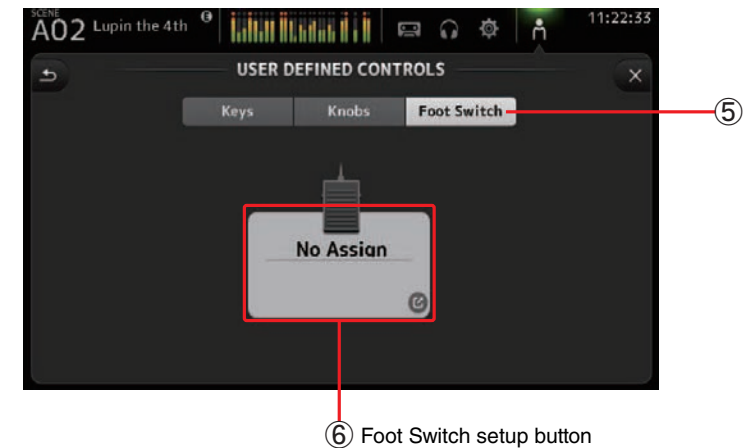 SCENE
A02 Lupin the 4th E 11:22:33
USER DEFINED CONTROLS
Keys Knobs Foot Switch
⑤
No Assign
⑥ Foot Switch setup button